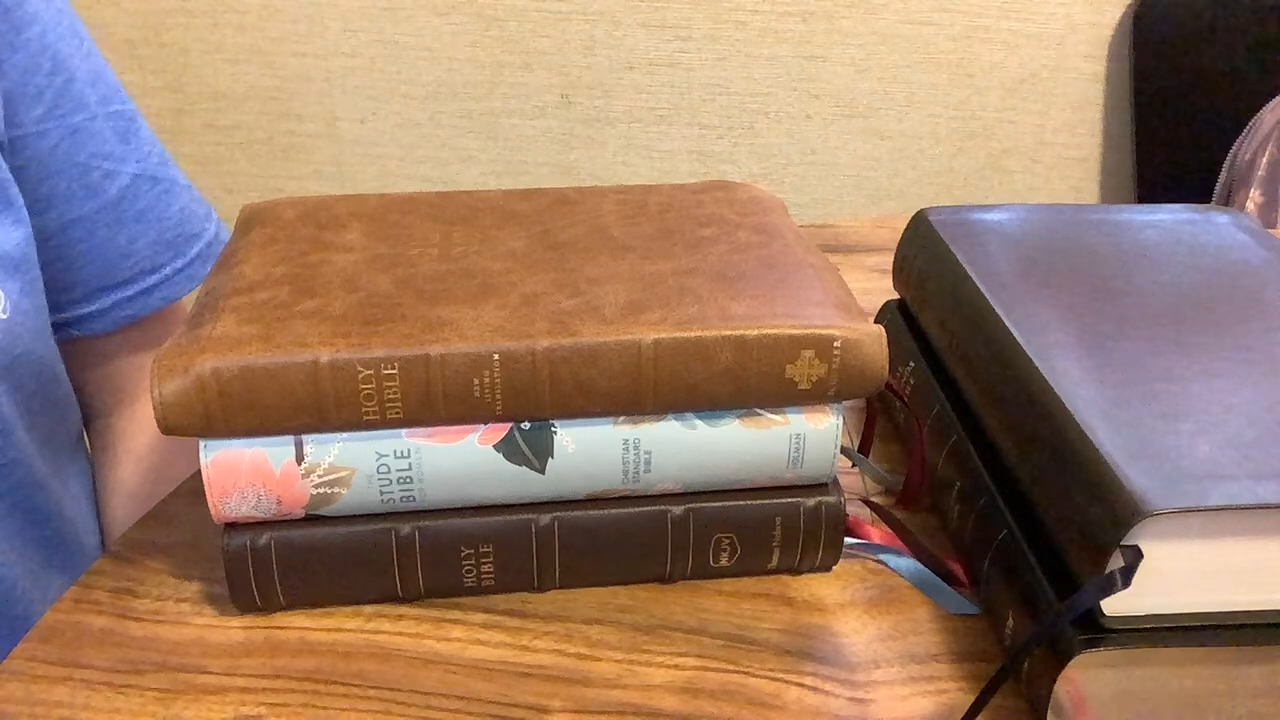 HOLY
BIBLE
NEW
LIVING
TRANSLATION
THE
STUDY
BIBLE
FOR WOMEN
CHRISTIAN
STANDARD
BIBLE
HOLMAN
HOLY
BIBLE
NKJV
Thomas Nelson